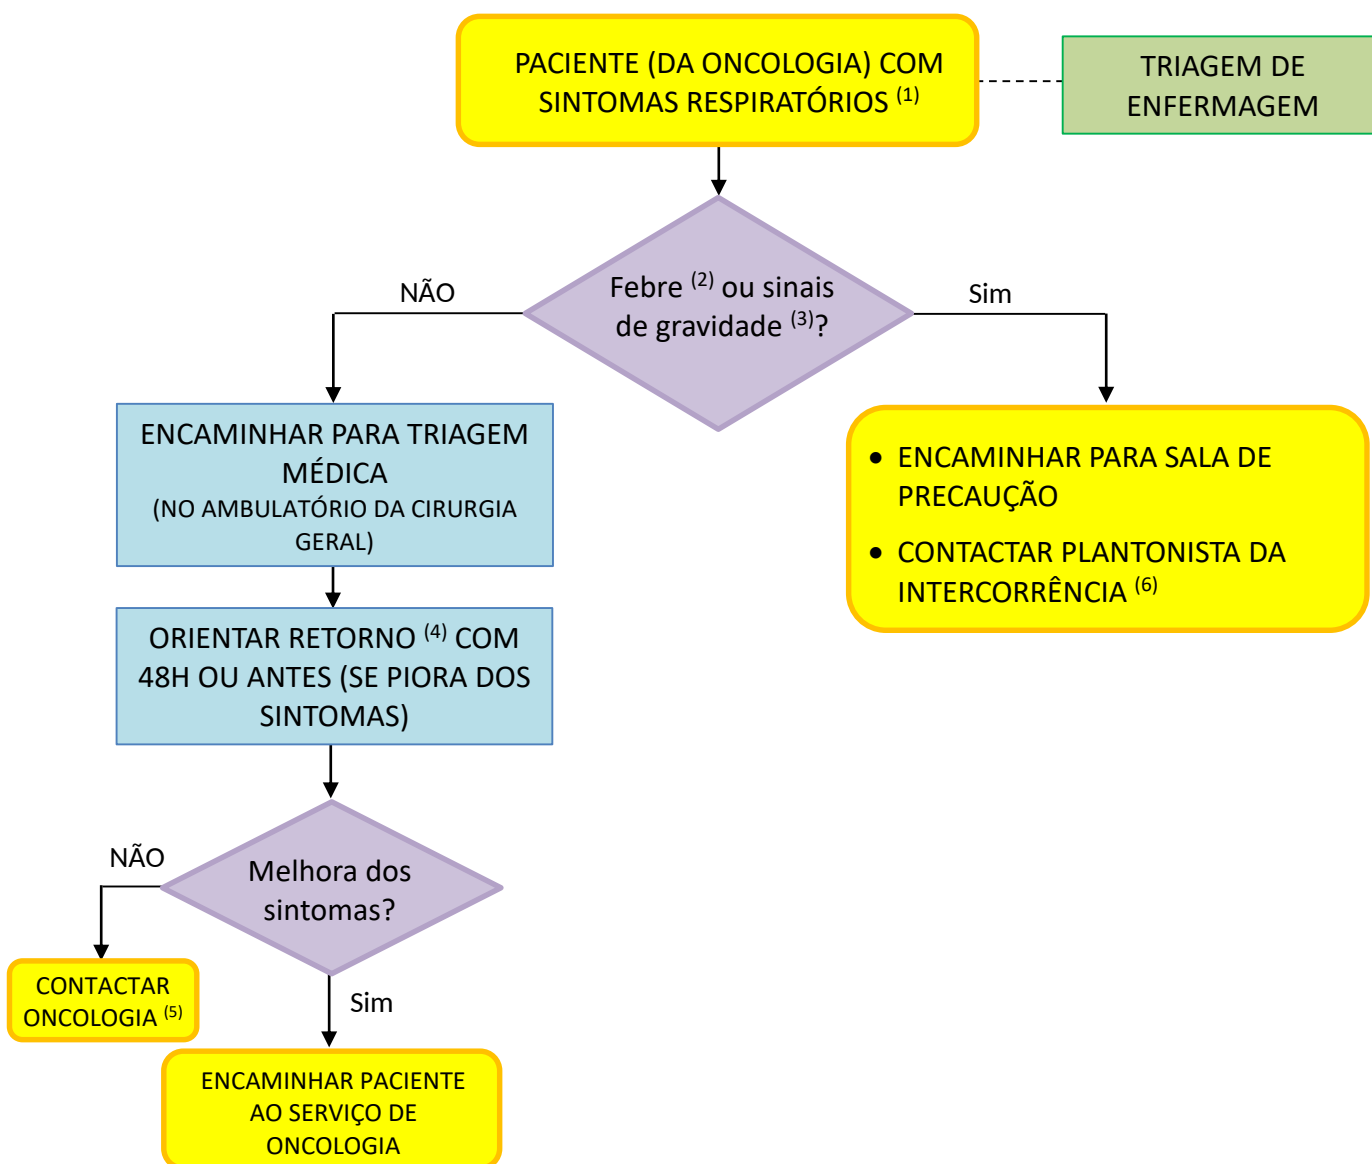 PACIENTE (DA ONCOLOGIA) COM
SINTOMAS RESPIRATÓRIOS (1)
TRIAGEM DE
ENFERMAGEM
Febre (2) ou sinais
de gravidade (3)?
NÃO
Sim
ENCAMINHAR PARA TRIAGEM
MÉDICA
(NO AMBULATÓRIO DA CIRURGIA
GERAL)
• ENCAMINHAR PARA SALA DE
PRECAUÇÃO
• CONTACTAR PLANTONISTA DA
INTERCORRÊNCIA (6)
ORIENTAR RETORNO (4) COM
48H OU ANTES (SE PIORA DOS
SINTOMAS)
Melhora dos
sintomas?
NÃO
CONTACTAR
ONCOLOGIA (5)
Sim
ENCAMINHAR PACIENTE
AO SERVIÇO DE
ONCOLOGIA